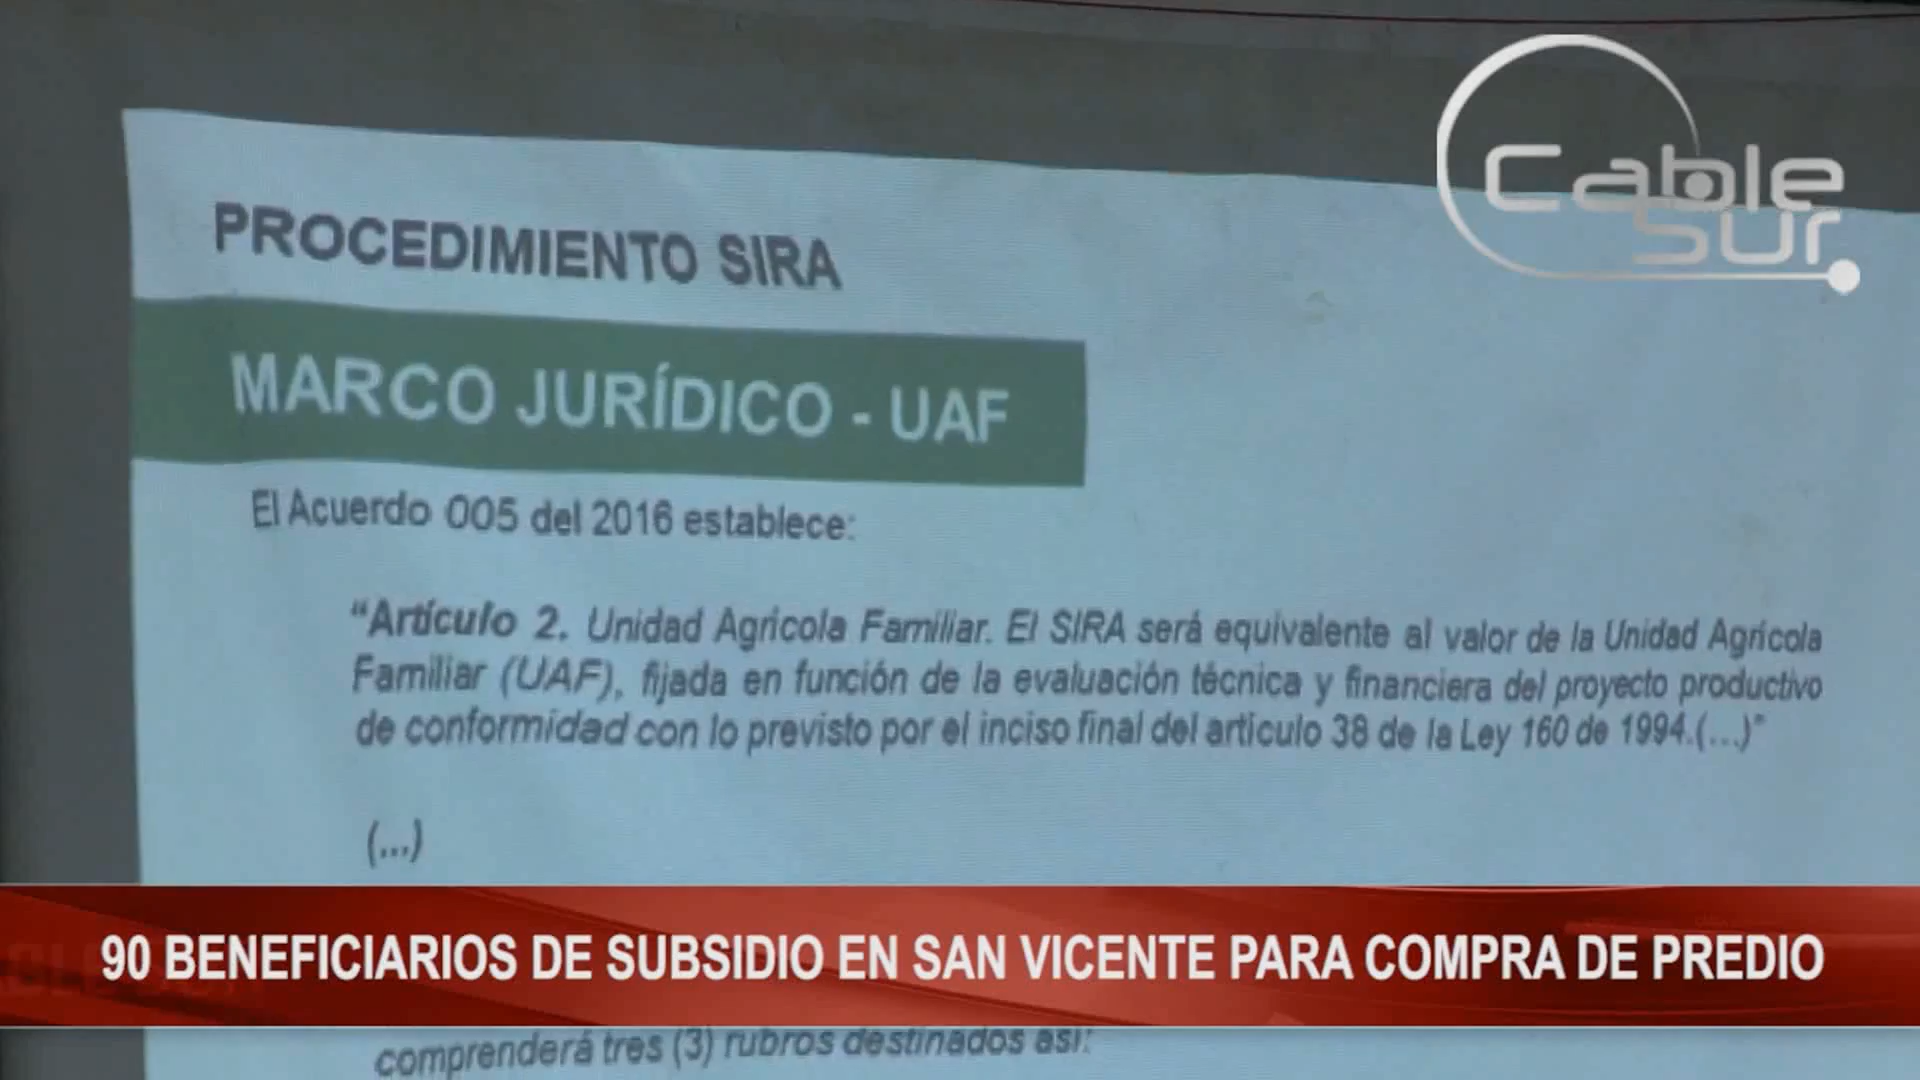 Cable
Sur
PROCEDIMIENTO SIRA
MARCO JURÍDICO - UAF
El Acuerdo 005 del 2016 establece:
“Artículo 2. Unidad Agrícola Familiar. El SIRA será equivalente al valor de la Unidad Agrícola
Familiar (UAF), fijada en función de la evaluación técnica y financiera del proyecto productivo
de conformidad con lo previsto por el inciso final del artículo 38 de la Ley 160 de 1994.(...)”
(...)
90 BENEFICIARIOS DE SUBSIDIO EN SAN VICENTE PARA COMPRA DE PREDIO
comprenderá tres (3) rubros destinados así: